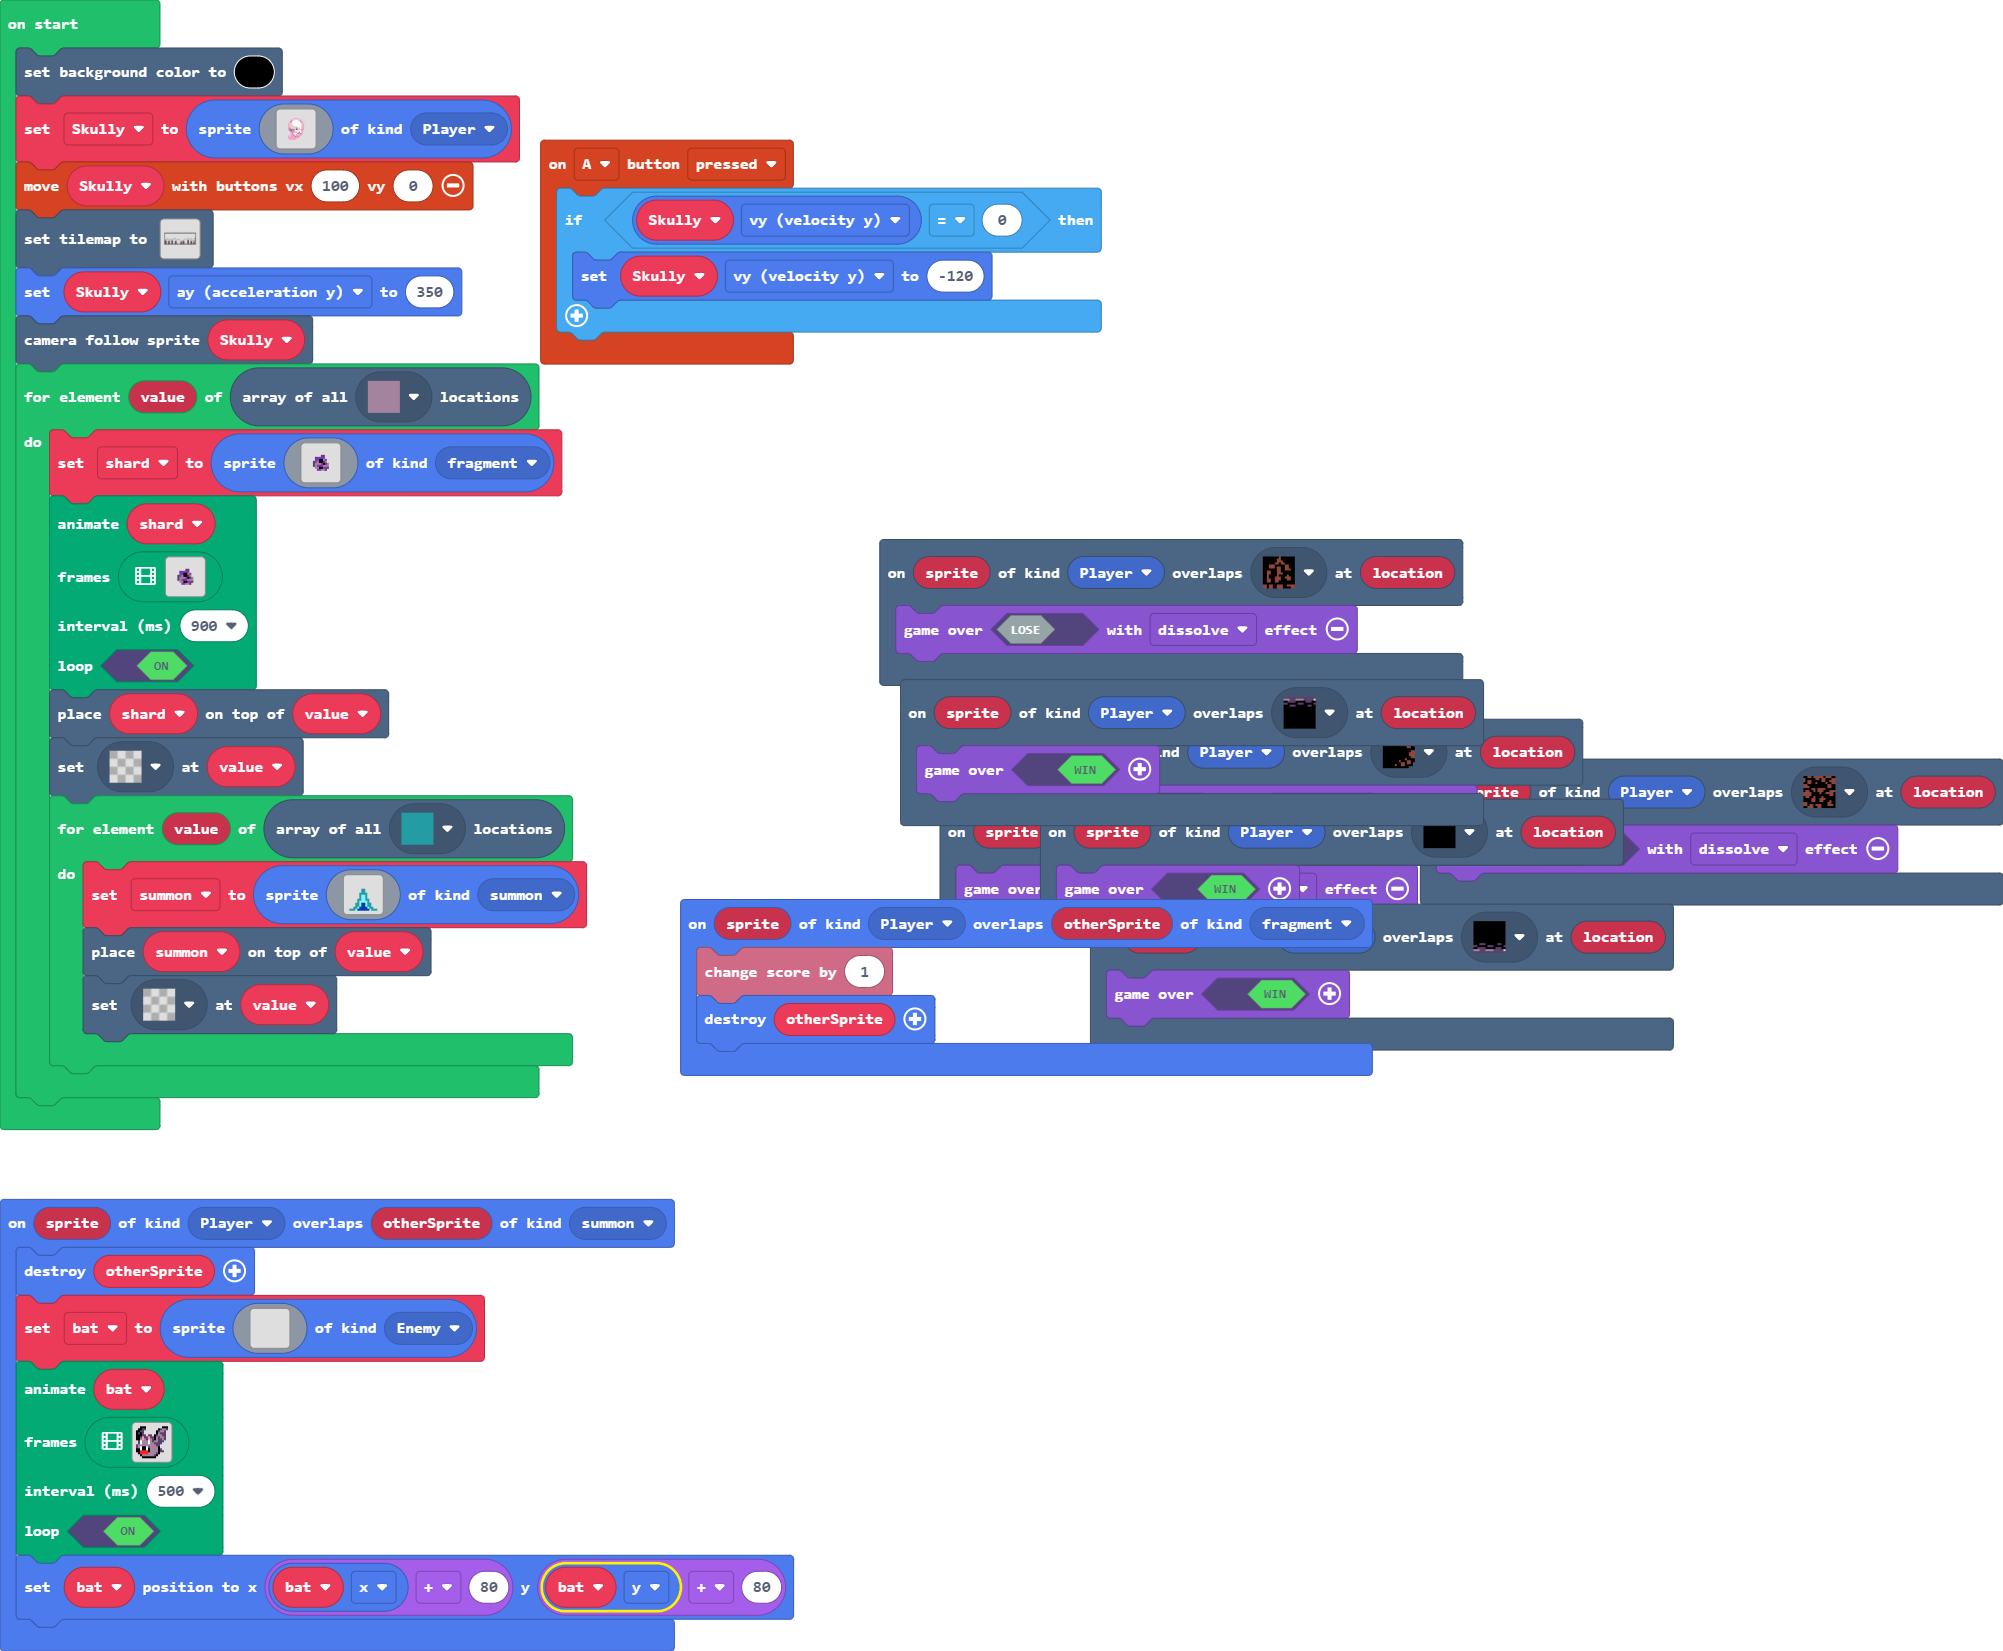 on start
set background color to
set Skully to sprite of kind Player
move Skully with buttons vx 100 vy 0
set tilemap to
set Skully ay (acceleration y) to 350
camera follow sprite Skully
for element value of array of all locations
do
set shard to sprite of kind fragment
animate shard
frames
interval (ms) 900
loop ON
place shard on top of value
set at value
for element value of array of all locations
do
set summon to sprite of kind summon
place summon on top of value
set at value
on A button pressed
if Skully vy (velocity y) = 0 then
set Skully vy (velocity y) to -120
on sprite of kind Player overlaps at location
game over LOSE with dissolve effect
on sprite of kind Player overlaps at location
game over WIN
Player overlaps at location
of kind Player overlaps at location
with dissolve effect
on sprite
game over
on sprite of kind Player overlaps at location
game over WIN
effect
on sprite of kind Player overlaps otherSprite of kind fragment
change score by 1
destroy otherSprite
overlaps at location
game over WIN
on sprite of kind Player overlaps otherSprite of kind summon
destroy otherSprite
set bat to sprite of kind Enemy
animate bat
frames
interval (ms) 500
loop ON
set bat position to x bat x + 80 y bat y + 80